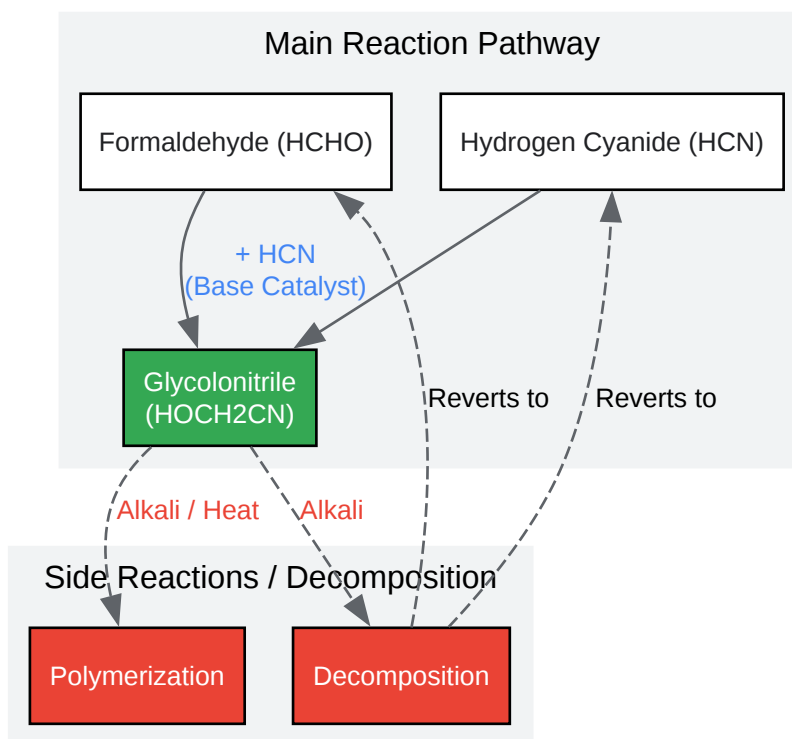 Main Reaction Pathway
Formaldehyde (HCHO)
Hydrogen Cyanide (HCN)
+ HCN
(Base Catalyst)
Glycolonitrile
(HOCH2CN)
Reverts to
Reverts to
Alkali / Heat
Alkali
Side Reactions / Decomposition
Polymerization
Decomposition